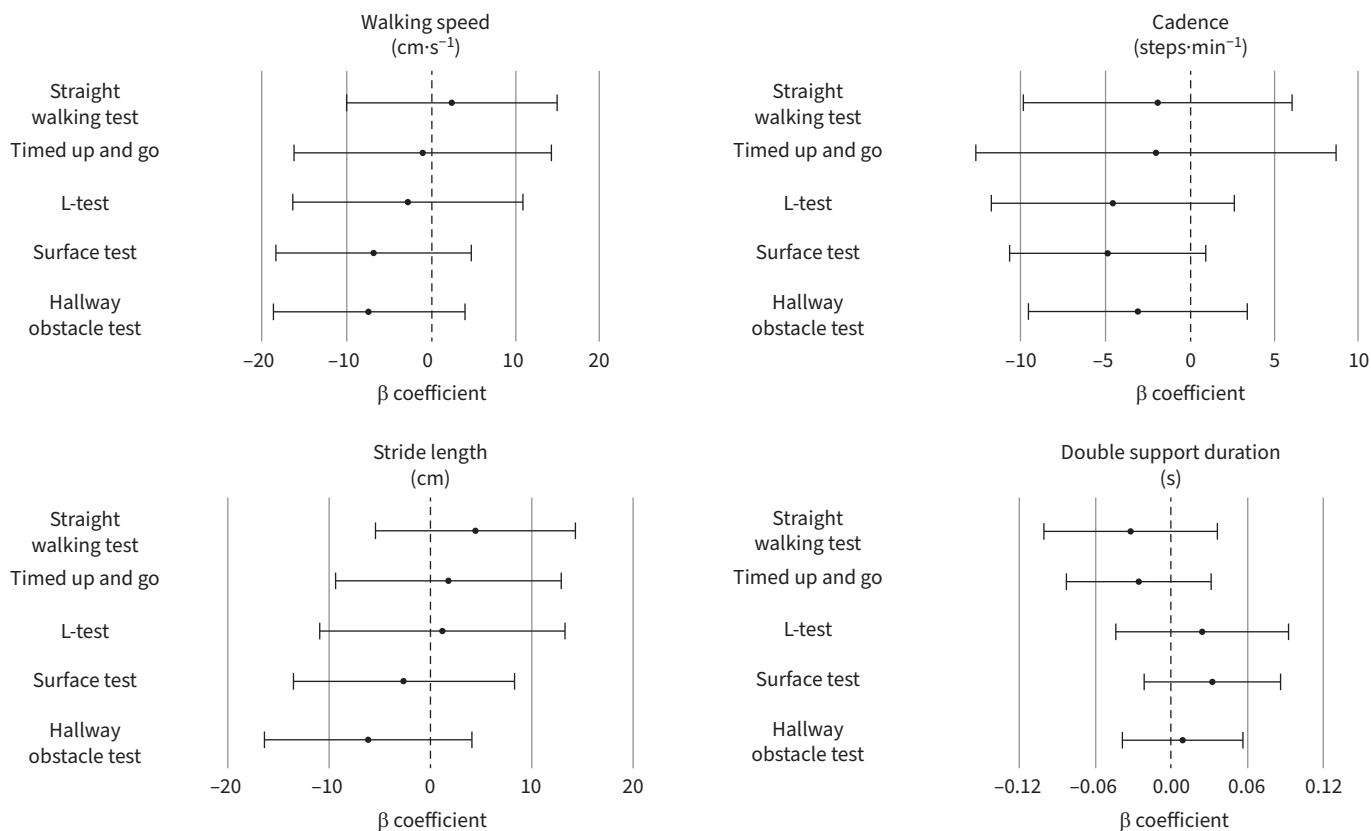 Walking speed
(cm·s⁻¹)
Straight
walking test
Timed up and go
L-test
Surface test
Hallway
obstacle test
−20 −10 0 10 20
β coefficient
Cadence
(steps·min⁻¹)
Straight
walking test
Timed up and go
L-test
Surface test
Hallway
obstacle test
−10 −5 0 5 10
β coefficient
Stride length
(cm)
Straight
walking test
Timed up and go
L-test
Surface test
Hallway
obstacle test
−20 −10 0 10 20
β coefficient
Double support duration
(s)
Straight
walking test
Timed up and go
L-test
Surface test
Hallway
obstacle test
−0.12 −0.06 0.00 0.06 0.12
β coefficient